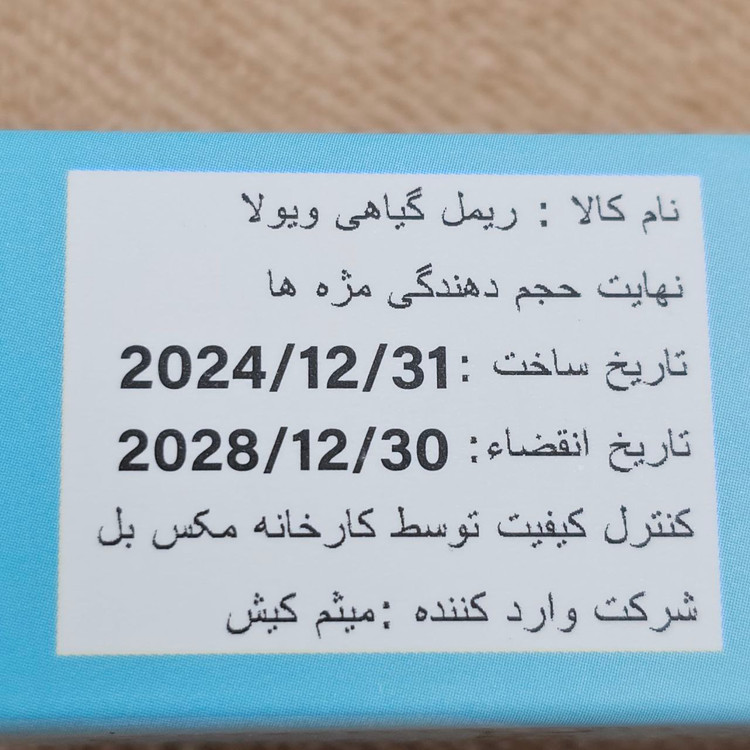 نام کالا : ریمل گیاهی ویولا
نهایت حجم دهندگی مژه ها
تاریخ ساخت :2024/12/31
تاریخ انقضاء: 2028/12/30
کنترل کیفیت توسط کارخانه مکس بل
شرکت وارد کننده :میثم کیش